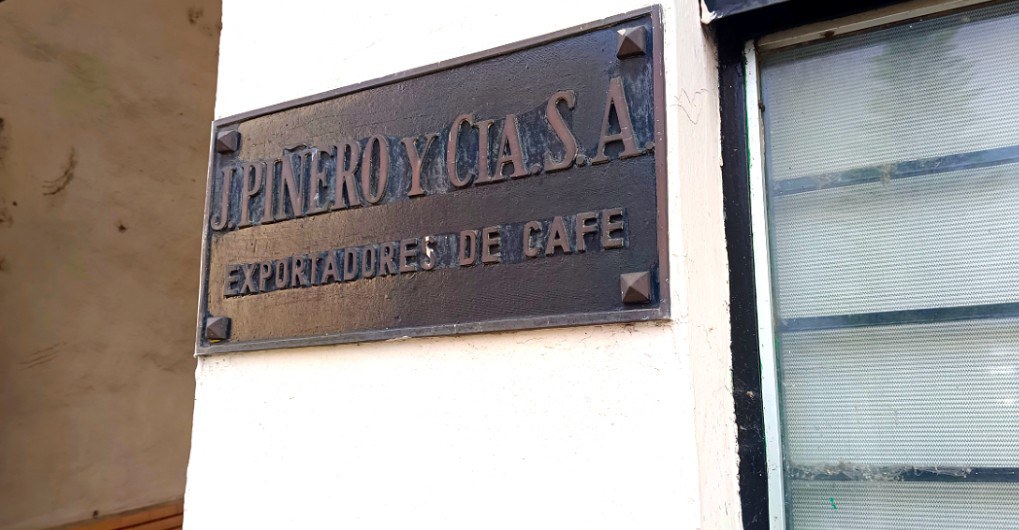 J. PIÑERO Y CIA. S. A.
EXPORTADORES DE CAFE